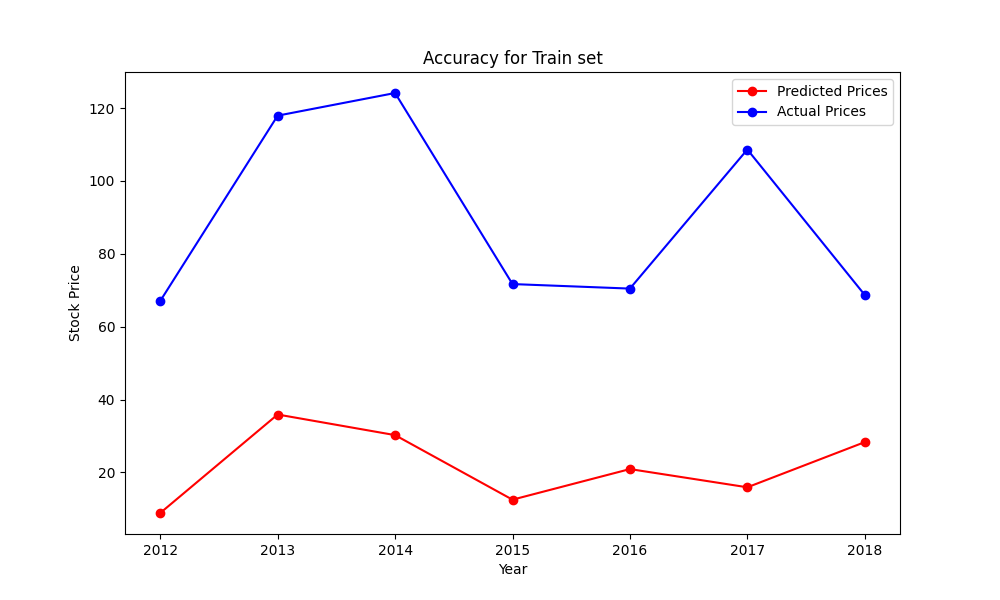 Accuracy for Train set
Predicted Prices
Actual Prices
120
100
80
60
40
20
Stock Price
2012 2013 2014 2015 2016 2017 2018
Year